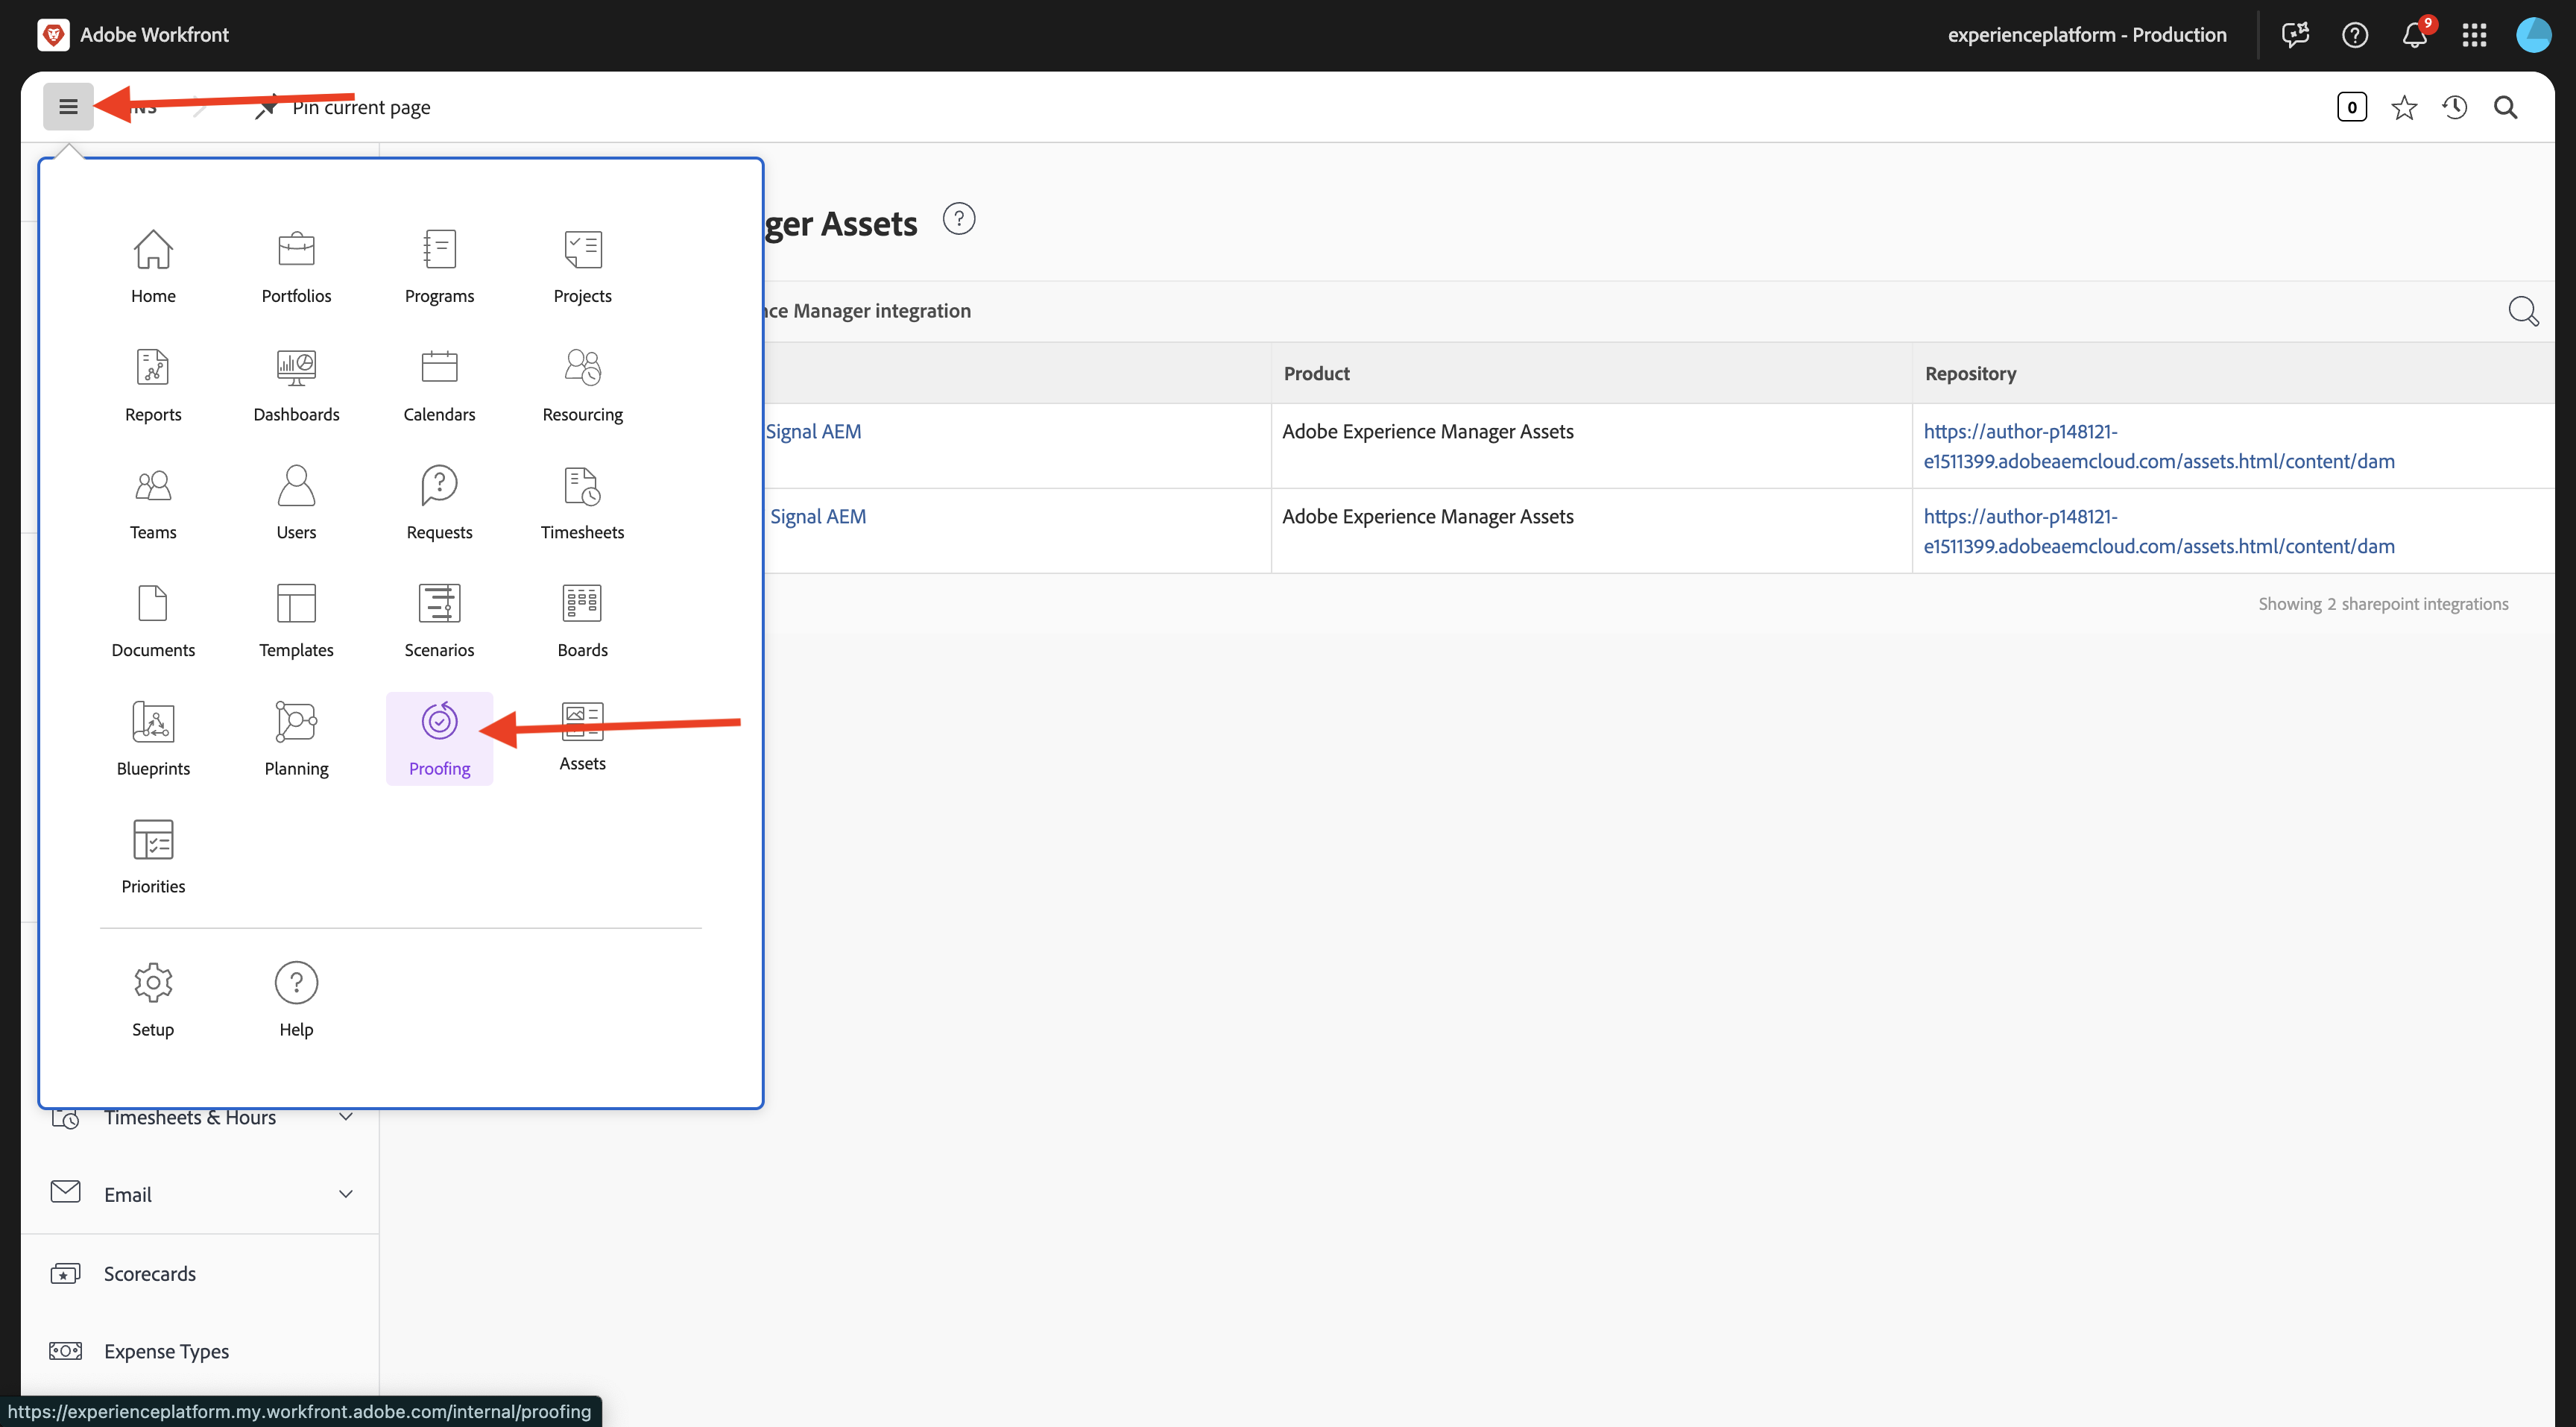 Adobe Workfront
experienceplatform - Production
9
Pin current page
0
ger Assets
?
Home
Portfolios
Programs
Projects
Reports
Dashboards
Calendars
Resourcing
Teams
Users
Requests
Timesheets
Documents
Templates
Scenarios
Boards
Blueprints
Planning
Proofing
Assets
Priorities
Setup
Help
nce Manager integration
Product
Repository
Signal AEM
Adobe Experience Manager Assets
https://author-p148121-
e1511399.adobeaemcloud.com/assets.html/content/dam
Signal AEM
Adobe Experience Manager Assets
https://author-p148121-
e1511399.adobeaemcloud.com/assets.html/content/dam
Showing 2 sharepoint integrations
Timesheets & Hours
Email
Scorecards
Expense Types
https://experienceplatform.my.workfront.adobe.com/internal/proofing